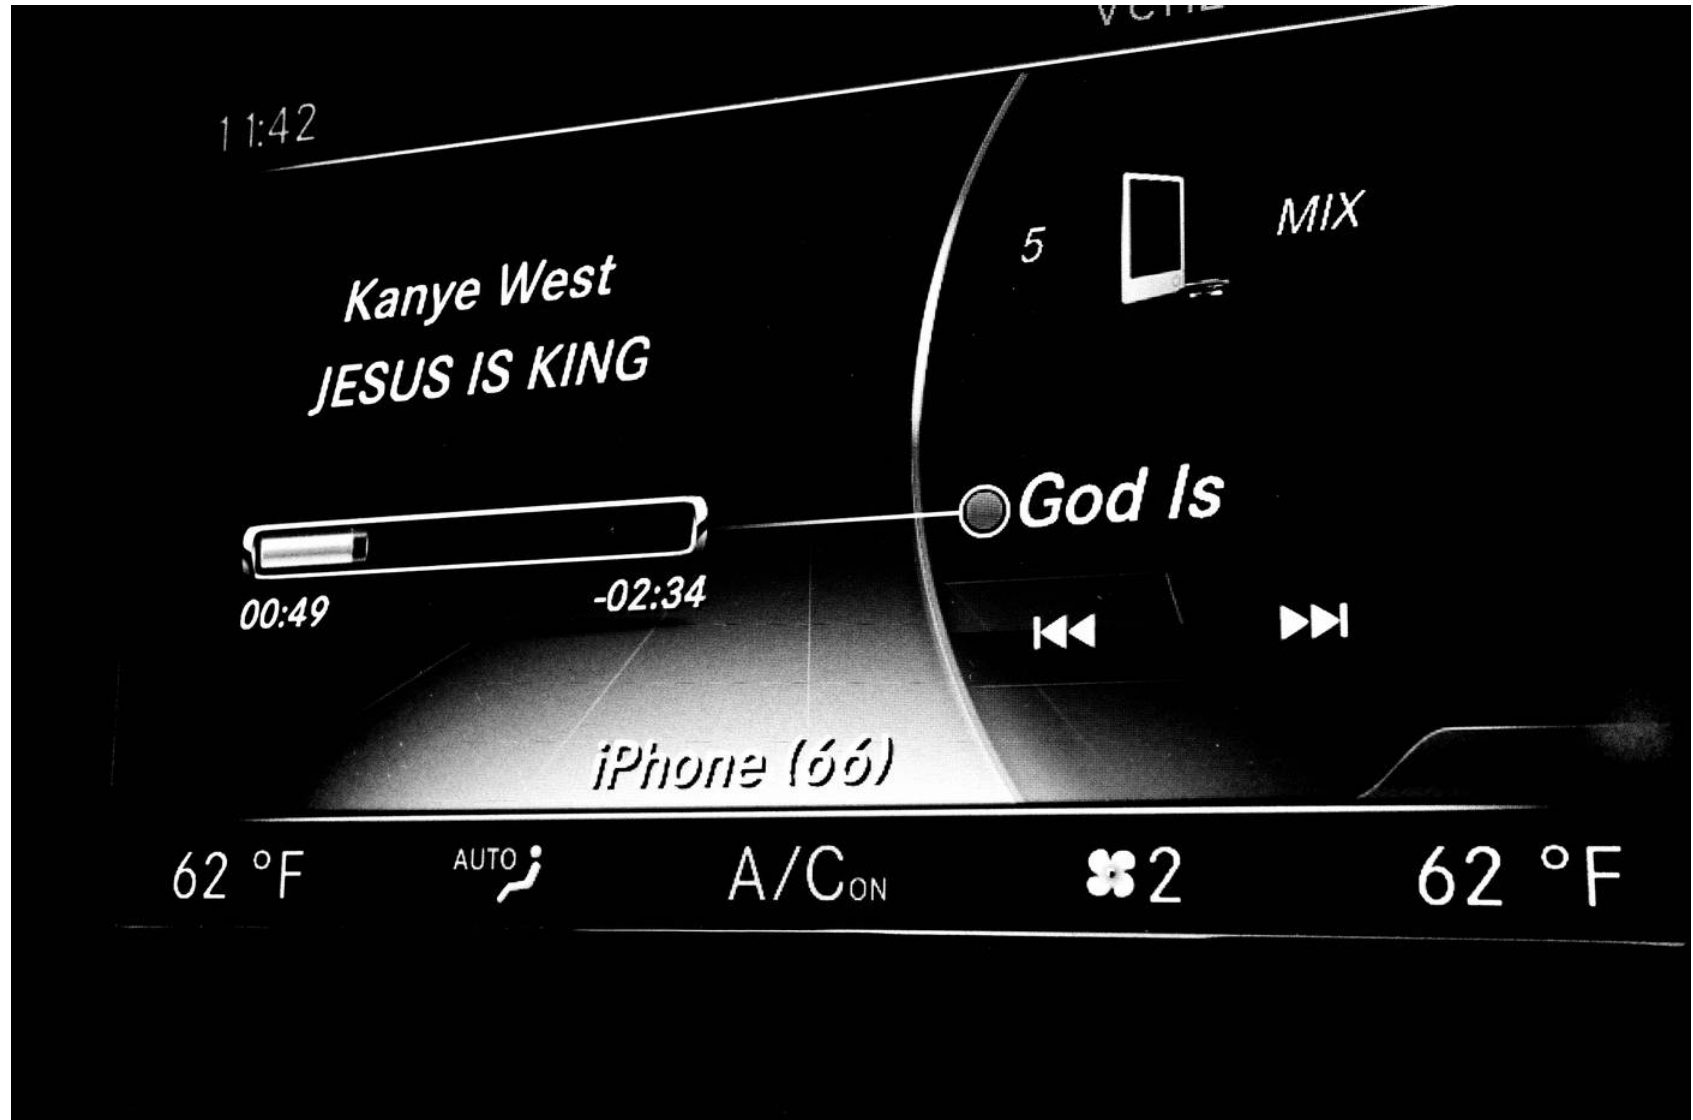 11:42
5 MIX
Kanye West
JESUS IS KING
God Is
00:49 -02:34
iPhone (66)
62 °F AUTO A/C ON 2 62 °F